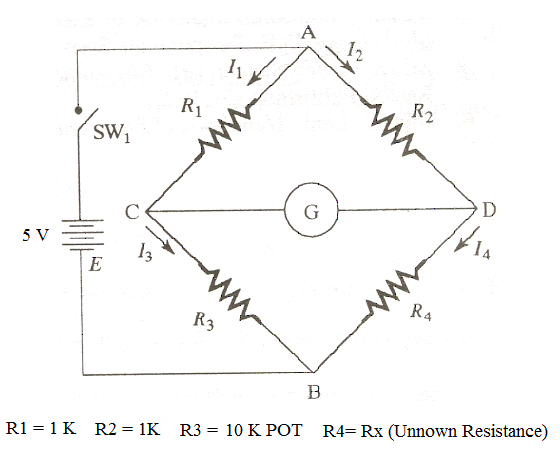 A
I1 I2
R1 R2
SW1
C G D
5 V
E I3 I4
R3 R4
B
R1 = 1 K R2 = 1K R3 = 10 K POT R4= Rx (Unnown Resistance)